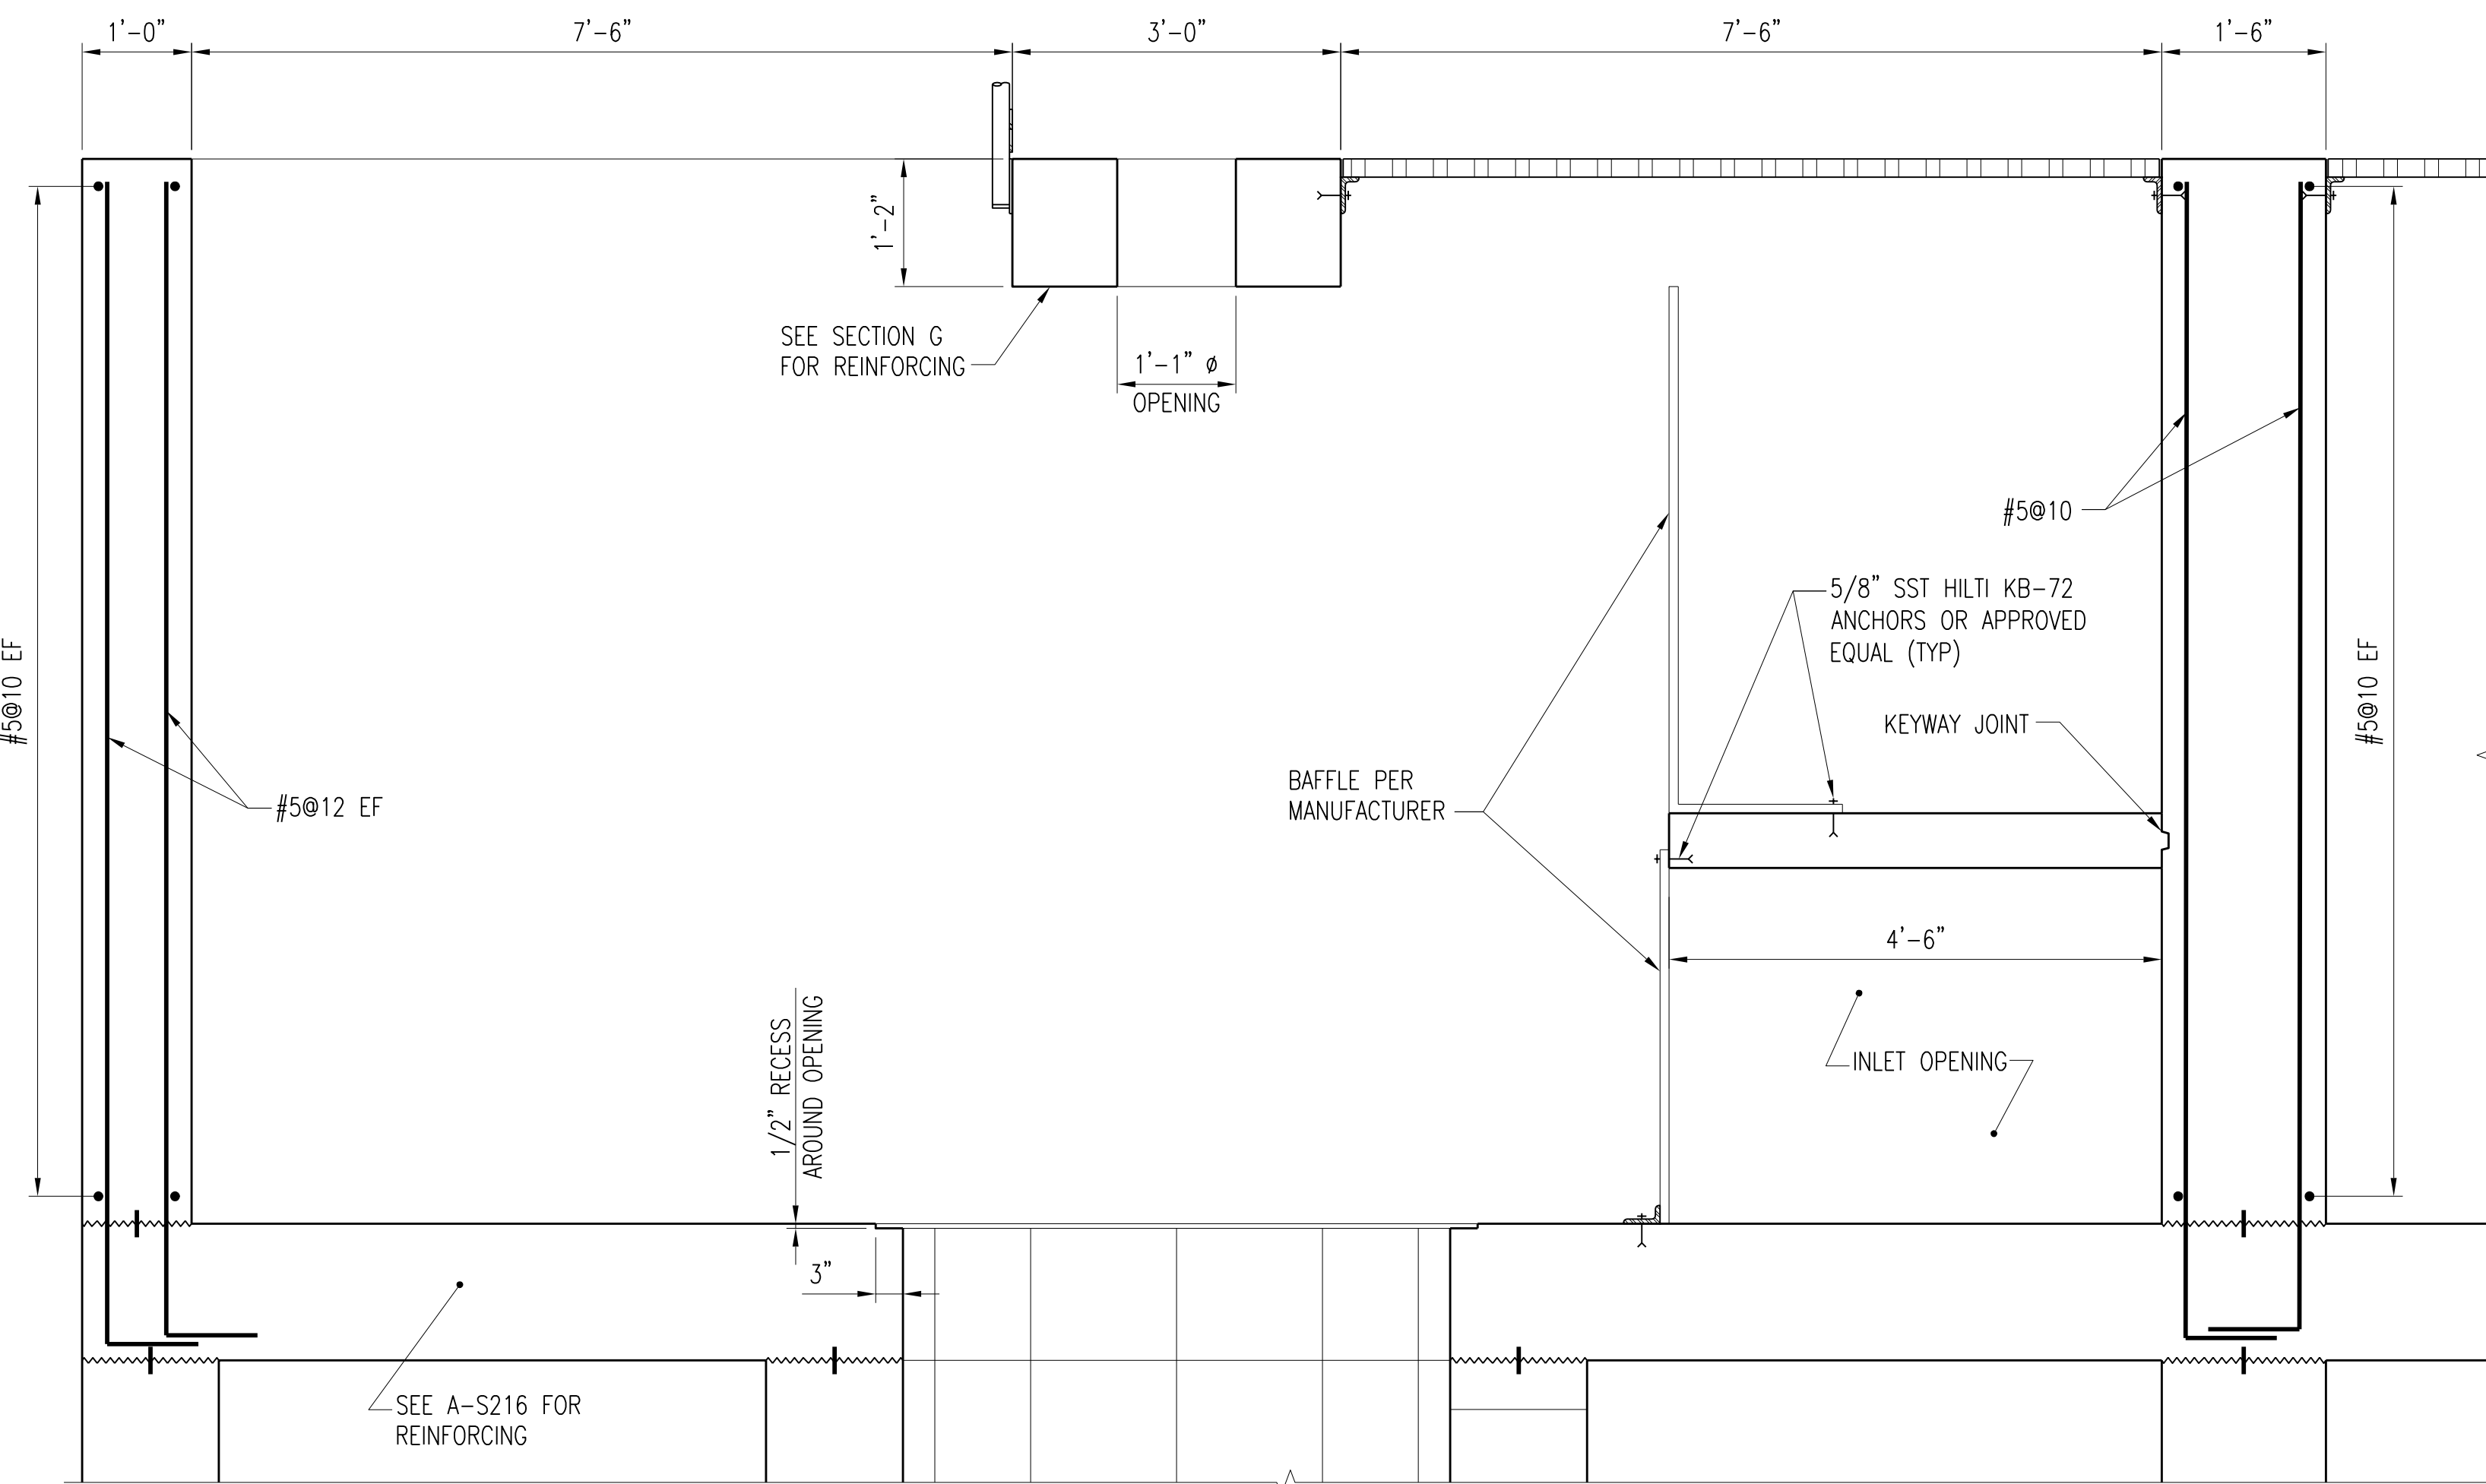 1'-0"
7'-6"
3'-0"
7'-6"
1'-6"
1'-2"
SEE SECTION G
FOR REINFORCING
1'-1" ø
OPENING
#5@10
5/8" SST HILTI KB-72
ANCHORS OR APPROVED
EQUAL (TYP)
#5@10 EF
#5@10 EF
KEYWAY JOINT
BAFFLE PER
MANUFACTURER
#5@12 EF
4'-6"
1/2" RECESS
AROUND OPENING
INLET OPENING
3"
SEE A-S216 FOR
REINFORCING